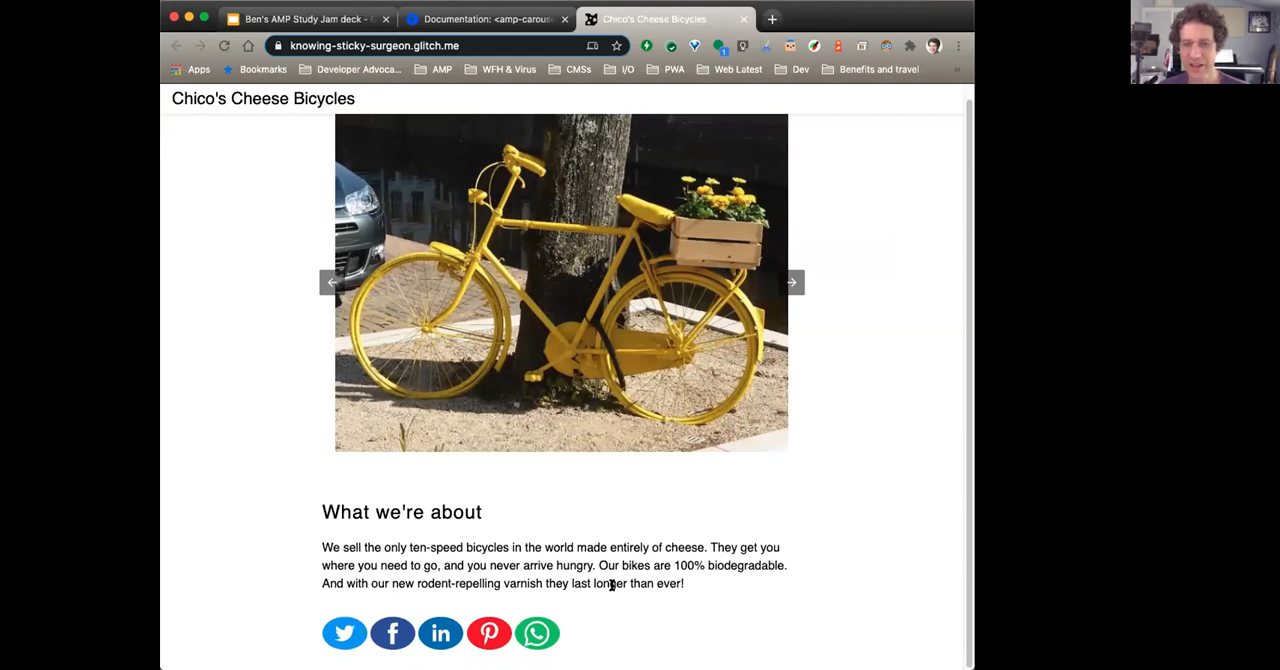 Ben's AMP Study Jam deck -
Documentation: <amp-carous
Chico's Cheese Bicycles
knowing-sticky-surgeon.glitch.me
Apps
Bookmarks
Developer Advoca...
AMP
WFH & Virus
CMSs
I/O
PWA
Web Latest
Dev
Benefits and travel
»
Chico's Cheese Bicycles
What we're about
We sell the only ten-speed bicycles in the world made entirely of cheese. They get you
where you need to go, and you never arrive hungry. Our bikes are 100% biodegradable.
And with our new rodent-repelling varnish they last longer than ever!